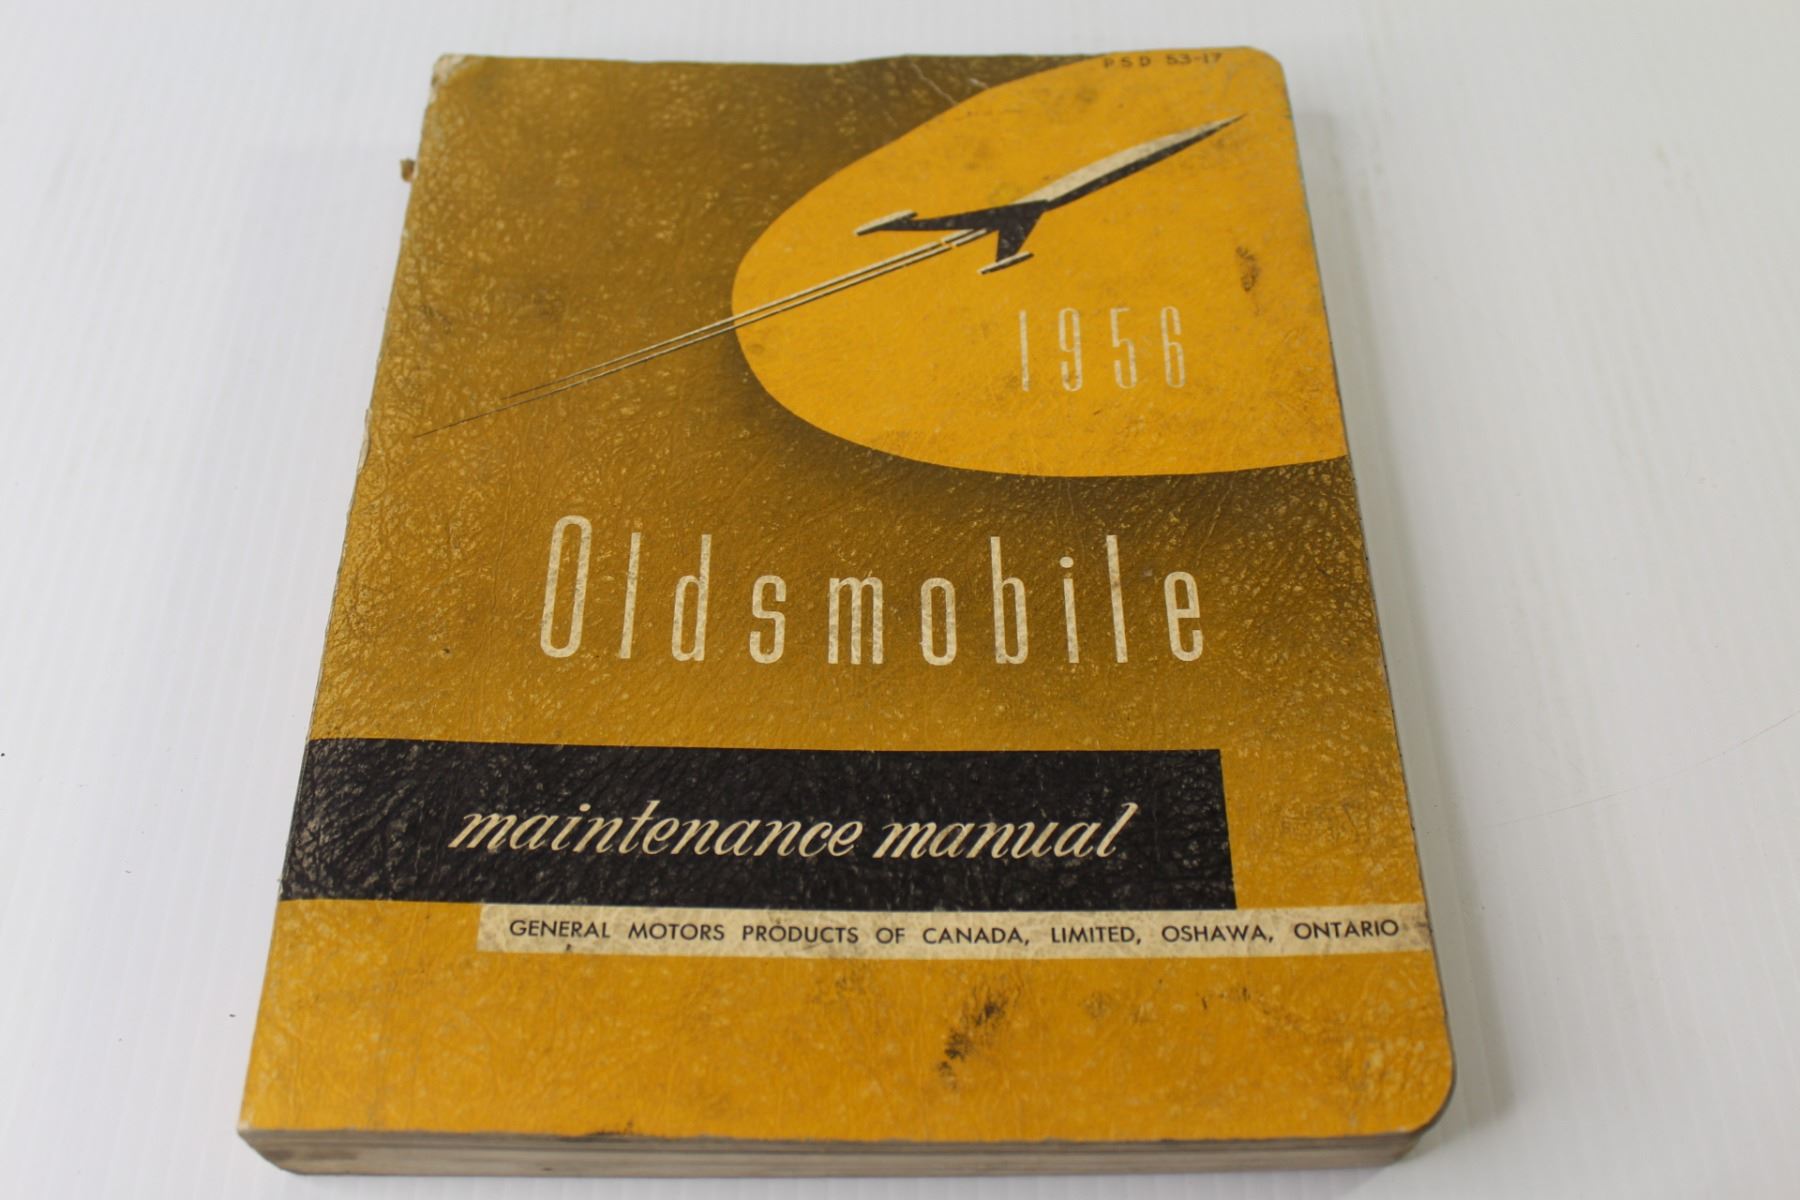 PSD 53-17
1956
Oldsmobile
maintenance manual
GENERAL MOTORS PRODUCTS OF CANADA, LIMITED, OSHAWA, ONTARIO